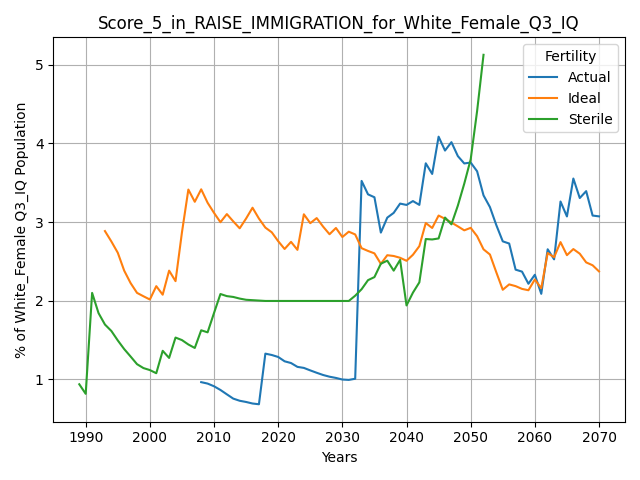 Score_5_in_RAISE_IMMIGRATION_for_White_Female_Q3_IQ
% of White_Female Q3_IQ Population
5
4
3
2
1
Fertility
Actual
Ideal
Sterile
1990 2000 2010 2020 2030 2040 2050 2060 2070
Years